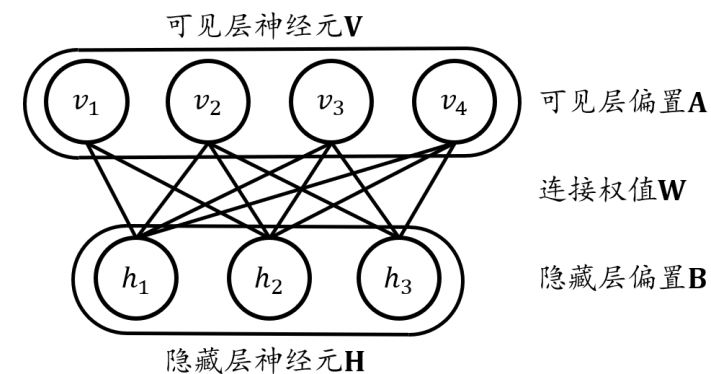 可见层神经元V
v1 v2 v3 v4 可见层偏置A
连接权值W
h1 h2 h3 隐藏层偏置B
隐藏层神经元H